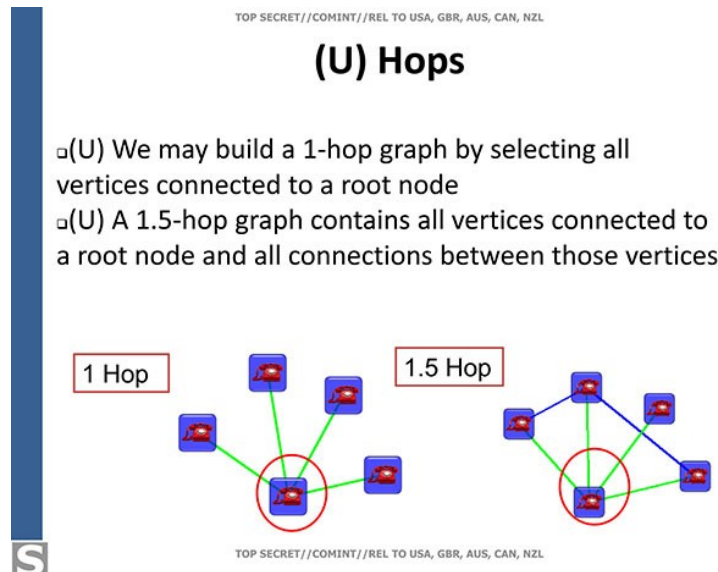 TOP SECRET//COMINT//REL TO USA, GBR, AUS, CAN, NZL
(U) Hops
❑(U) We may build a 1-hop graph by selecting all
vertices connected to a root node
❑(U) A 1.5-hop graph contains all vertices connected to
a root node and all connections between those vertices
1 Hop
1.5 Hop
S
TOP SECRET//COMINT//REL TO USA, GBR, AUS, CAN, NZL